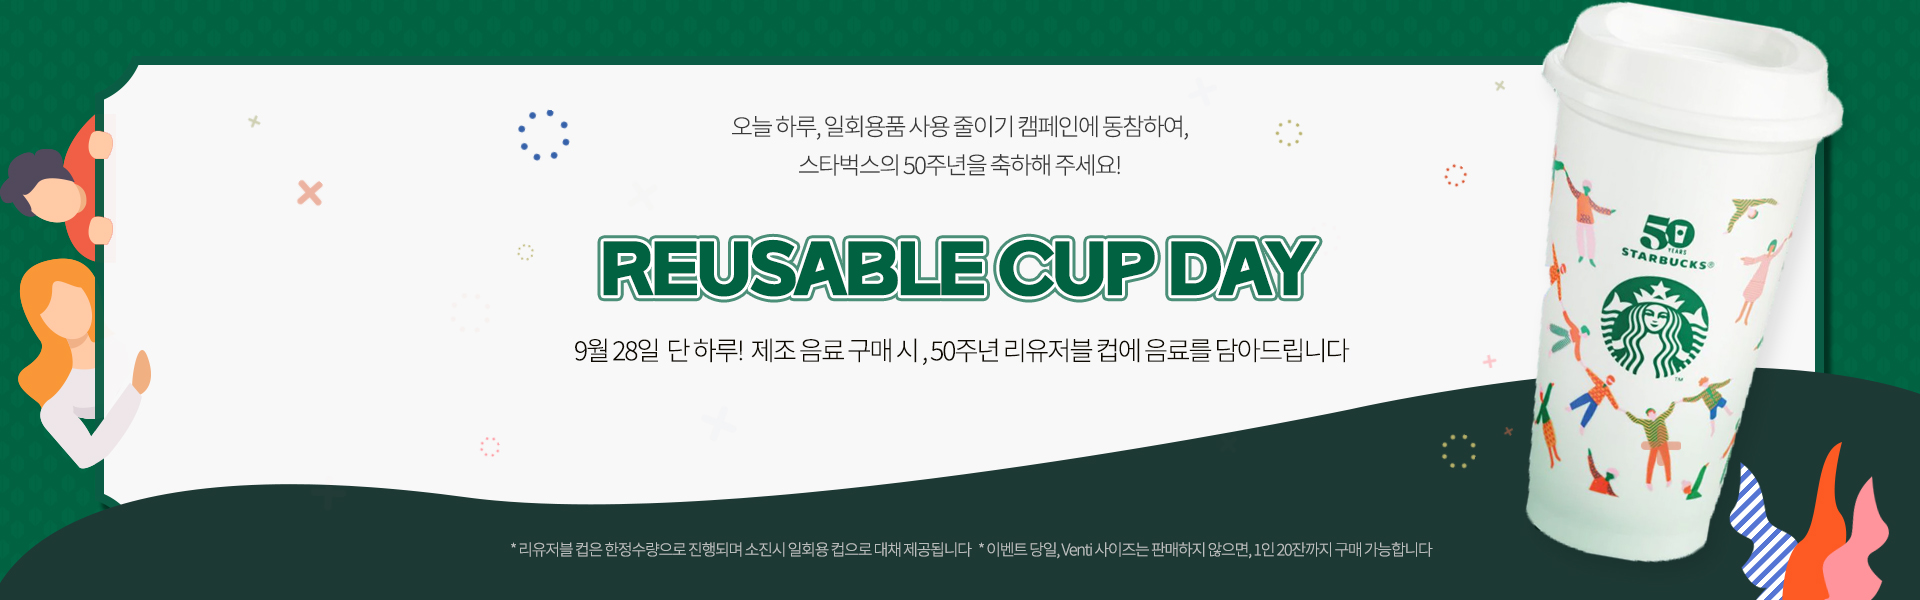 오늘 하루, 일회용품 사용 줄이기 캠페인에 동참하여,
스타벅스의 50주년을 축하해 주세요!
REUSABLE CUP DAY
9월 28일 단 하루! 제조 음료 구매 시, 50주년 리유저블 컵에 음료를 담아드립니다
50
YEARS
STARBUCKS®
TM
* 리유저블 컵은 한정수량으로 진행되며 소진시 일회용 컵으로 대채 제공됩니다 * 이벤트 당일, Venti 사이즈는 판매하지 않으면, 1인 20잔까지 구매 가능합니다